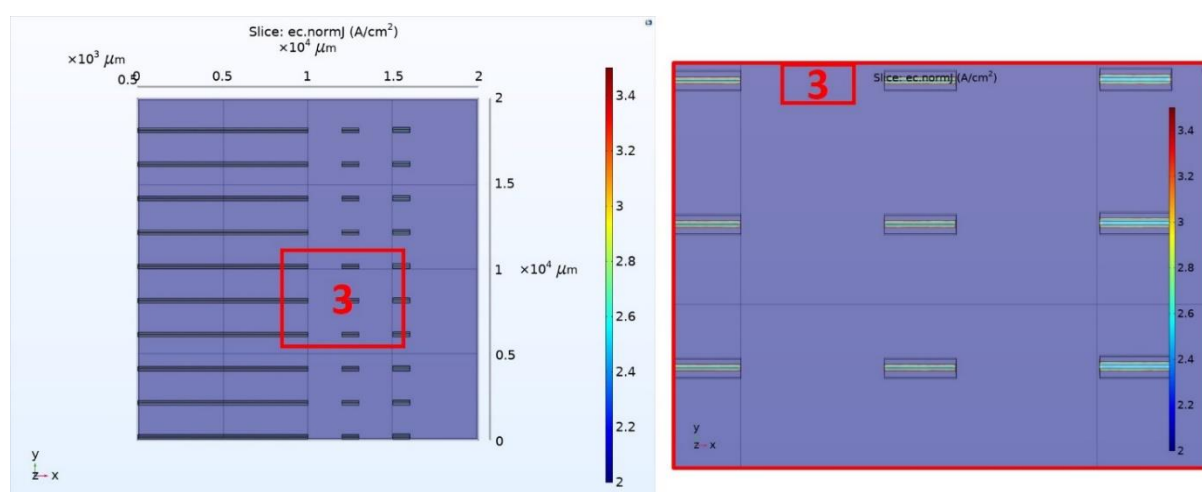 Slice: ec.normJ (A/cm²)
×10⁴ μm
×10³ μm
0.5
0
0.5
1
1.5
2
2
1.5
1
×10⁴ μm
0.5
0
3.4
3.2
3
2.8
2.6
2.4
2.2
2
3
y
z
x
3
Slice: ec.normJ (A/cm²)
3.4
3.2
3
2.8
2.6
2.4
2.2
2
y
z
x